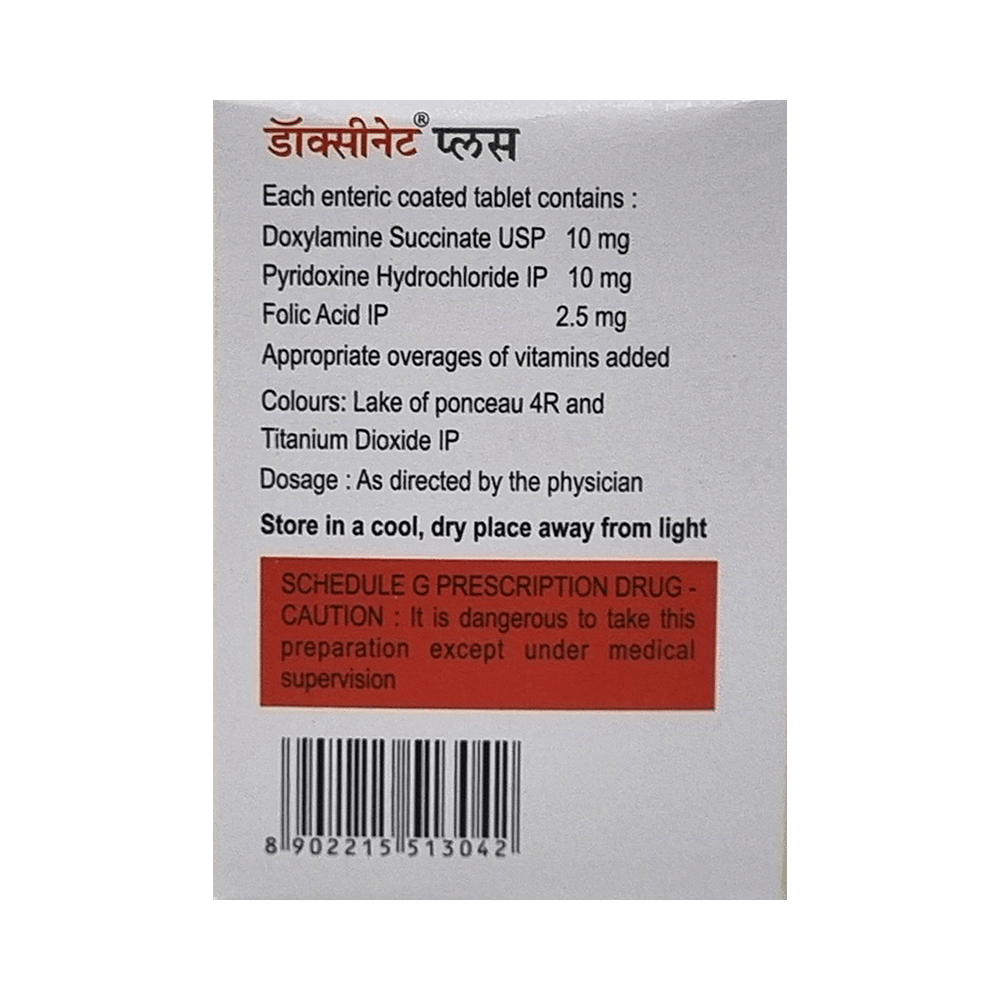 डॉक्सीनेट® प्लस
Each enteric coated tablet contains :
Doxylamine Succinate USP 10 mg
Pyridoxine Hydrochloride IP 10 mg
Folic Acid IP 2.5 mg
Appropriate overages of vitamins added
Colours: Lake of ponceau 4R and
Titanium Dioxide IP
Dosage : As directed by the physician
Store in a cool, dry place away from light
SCHEDULE G PRESCRIPTION DRUG -
CAUTION : It is dangerous to take this
preparation except under medical
supervision
8 902215 513042